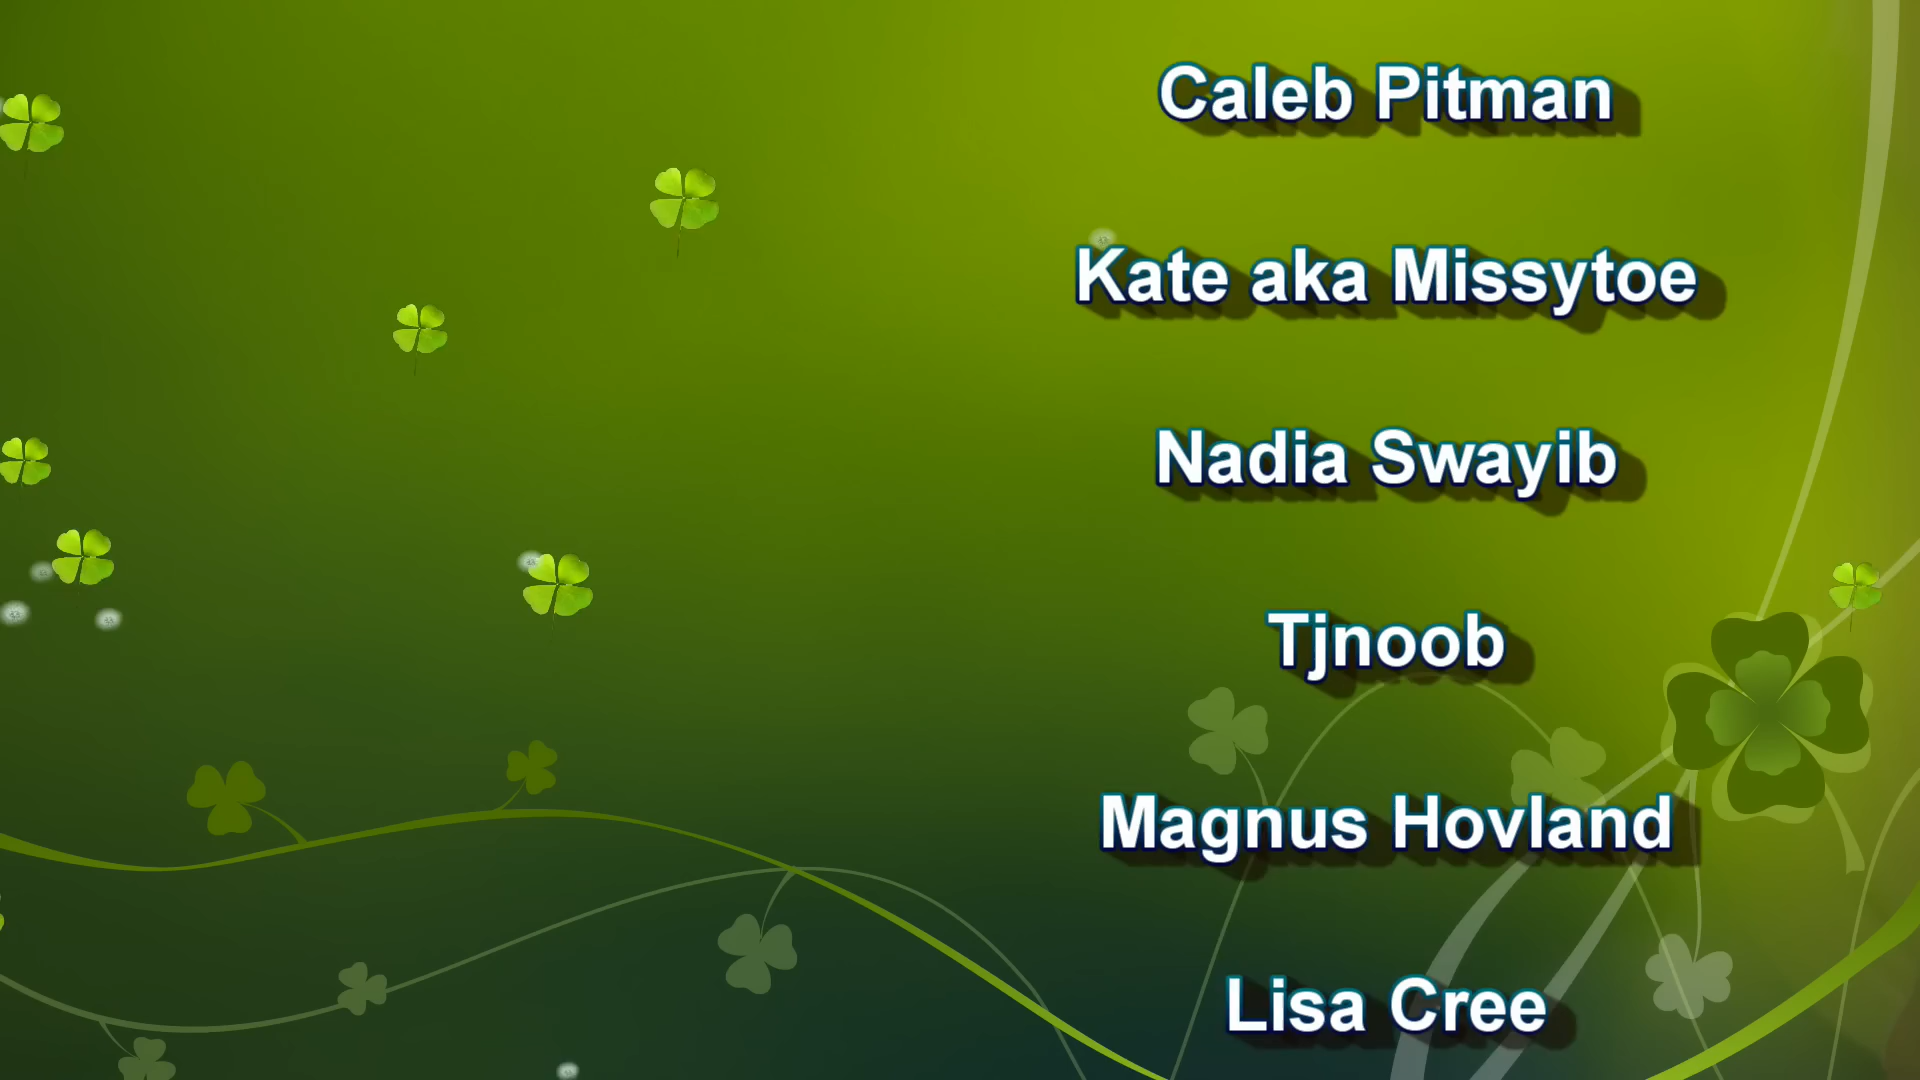 Caleb Pitman
Kate aka Missytoe
Nadia Swayib
Tjnoob
Magnus Hovland
Lisa Cree